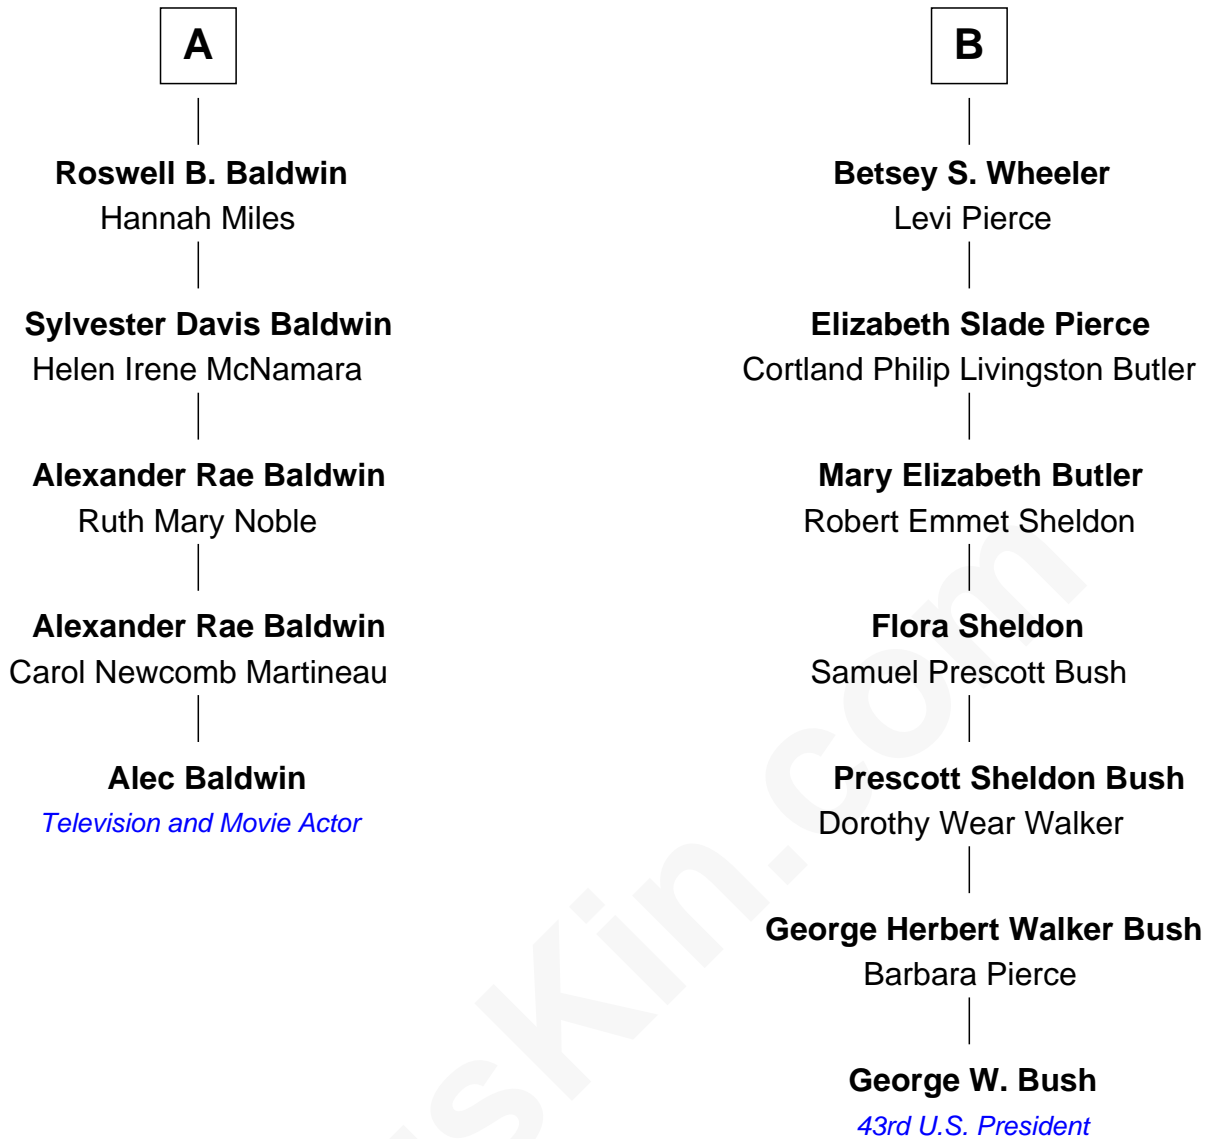 A
Roswell B. Baldwin
Hannah Miles
Sylvester Davis Baldwin
Helen Irene McNamara
Alexander Rae Baldwin
Ruth Mary Noble
Alexander Rae Baldwin
Carol Newcomb Martineau
Alec Baldwin
Television and Movie Actor
B
Betsey S. Wheeler
Levi Pierce
Elizabeth Slade Pierce
Cortland Philip Livingston Butler
Mary Elizabeth Butler
Robert Emmet Sheldon
Flora Sheldon
Samuel Prescott Bush
Prescott Sheldon Bush
Dorothy Wear Walker
George Herbert Walker Bush
Barbara Pierce
George W. Bush
43rd U.S. President